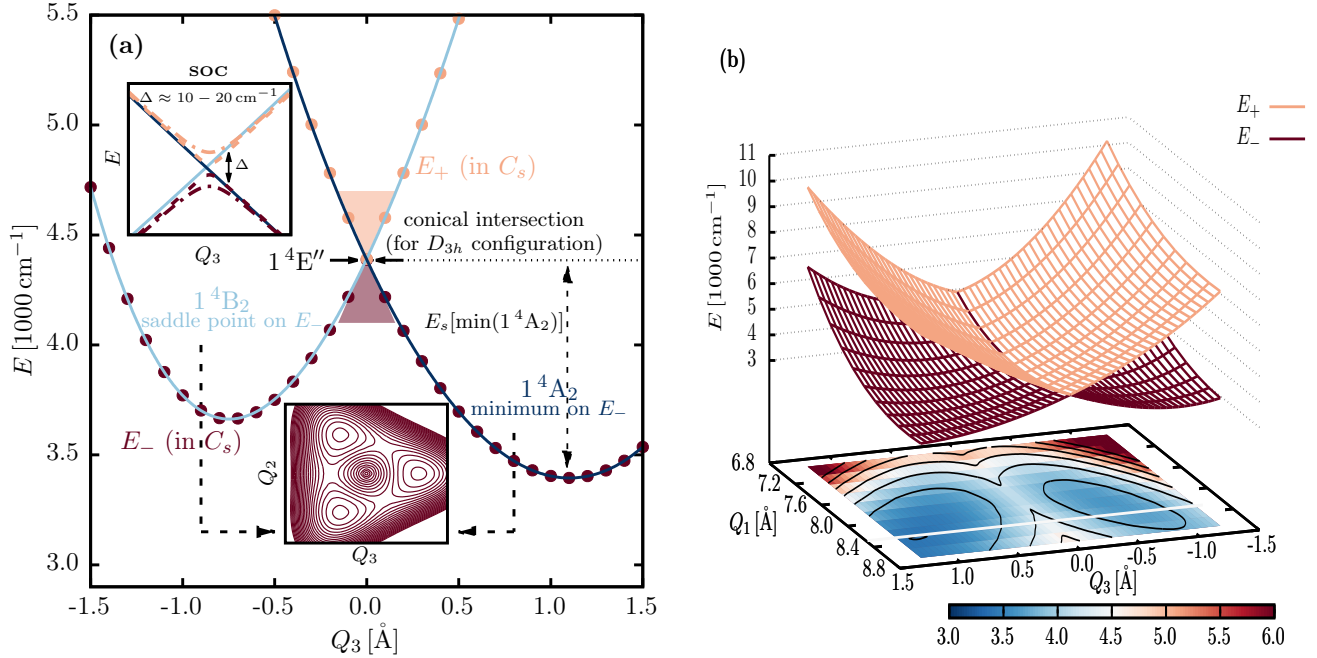 (a)
soc
Δ ≈ 10 − 20 cm⁻¹
Δ
E
Q₃
E₊ (in Cₛ)
conical intersection
(for D₃ₕ configuration)
1 ⁴E″
1 ⁴B₂
saddle point on E₋
Eₛ[min(1 ⁴A₂)]
1 ⁴A₂
minimum on E₋
E₋ (in Cₛ)
Q₂
Q₃
E [1000 cm⁻¹]
5.5
5.0
4.5
4.0
3.5
3.0
-1.5
-1.0
-0.5
0.0
0.5
1.0
1.5
Q₃ [Å]
(b)
E₊
E₋
E [1000 cm⁻¹]
11
10
9
8
7
6
5
4
3
6.8
7.2
7.6
8.0
8.4
8.8
Q₁ [Å]
1.5
1.0
0.5
0.0
-0.5
-1.0
-1.5
Q₃ [Å]
3.0
3.5
4.0
4.5
5.0
5.5
6.0